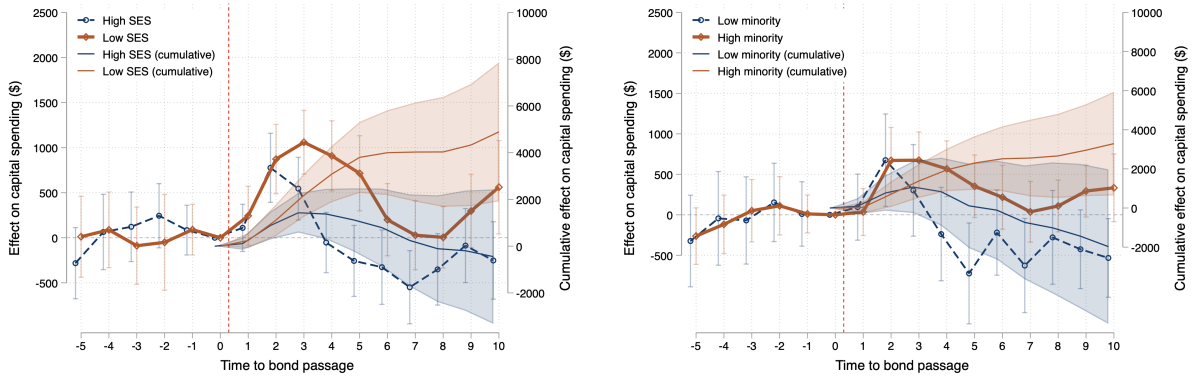 High SES
Low SES
High SES (cumulative)
Low SES (cumulative)
Effect on capital spending ($)
2500
2000
1500
1000
500
0
-500
Cumulative effect on capital spending ($)
10000
8000
6000
4000
2000
0
-2000
-5 -4 -3 -2 -1 0 1 2 3 4 5 6 7 8 9 10
Time to bond passage
Low minority
High minority
Low minority (cumulative)
High minority (cumulative)
Effect on capital spending ($)
2500
2000
1500
1000
500
0
-500
Cumulative effect on capital spending ($)
10000
8000
6000
4000
2000
0
-2000
-5 -4 -3 -2 -1 0 1 2 3 4 5 6 7 8 9 10
Time to bond passage